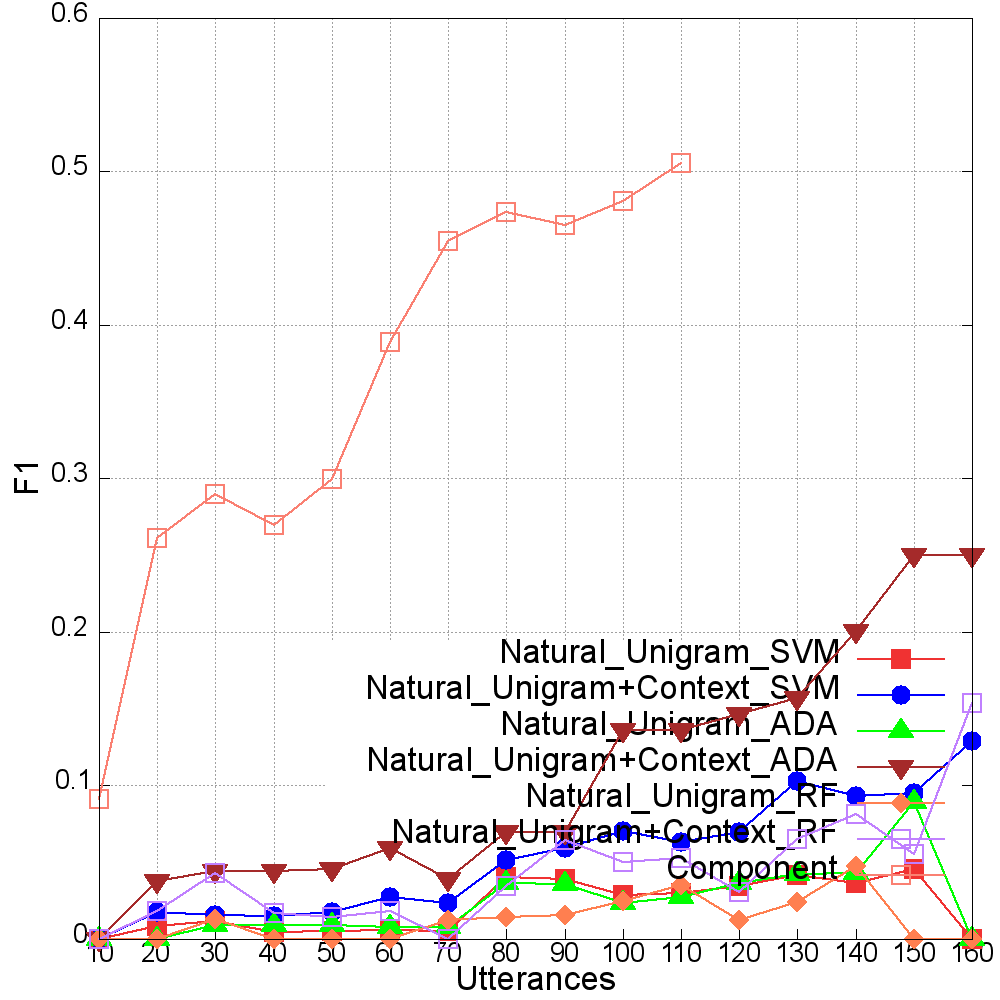 0.6
0.5
0.4
0.3
0.2
0.1
0
F1
Natural_Unigram_SVM
Natural_Unigram+Context_SVM
Natural_Unigram_ADA
Natural_Unigram+Context_ADA
Natural_Unigram_RF
Natural_Unigram+Context_RF
Component
10 20 30 40 50 60 70 80 90 100 110 120 130 140 150 160
Utterances